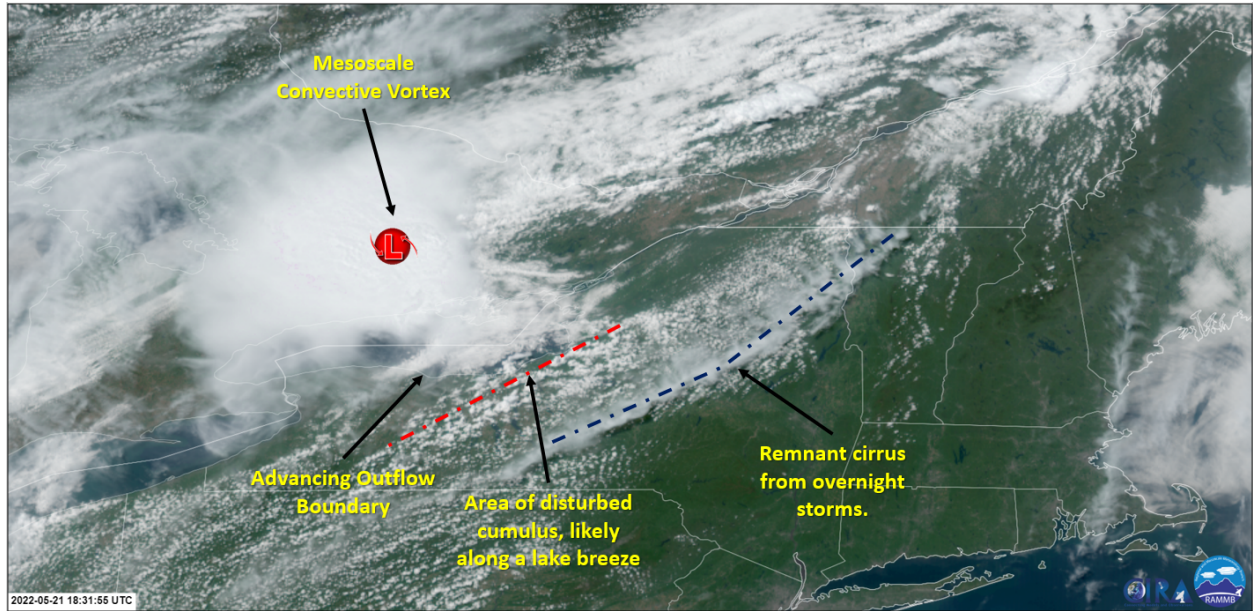 Mesoscale
Convective Vortex
L
Advancing Outflow
Boundary
Area of disturbed
cumulus, likely
along a lake breeze
Remnant cirrus
from overnight
storms.
2022-05-21 18:31:55 UTC
CIRA
RAMMB